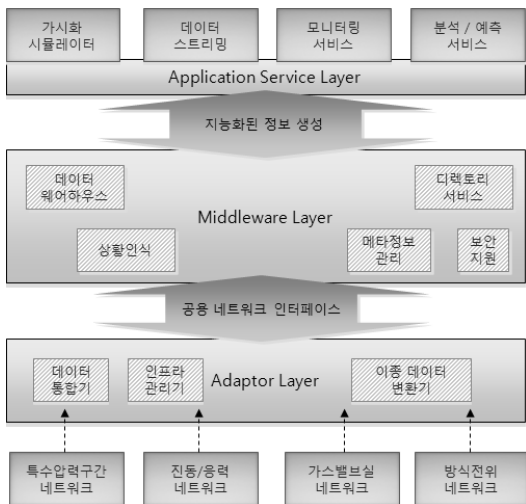 가시화
시뮬레이터
데이터
스트리밍
모니터링
서비스
분석 / 예측
서비스
Application Service Layer
지능화된 정보 생성
데이터
웨어하우스
디렉토리
서비스
Middleware Layer
상황인식
메타정보
관리
보안
지원
공용 네트워크 인터페이스
데이터
통합기
인프라
관리기
Adaptor Layer
이종 데이터
변환기
특수압력구간
네트워크
진동/응력
네트워크
가스밸브실
네트워크
방식전위
네트워크